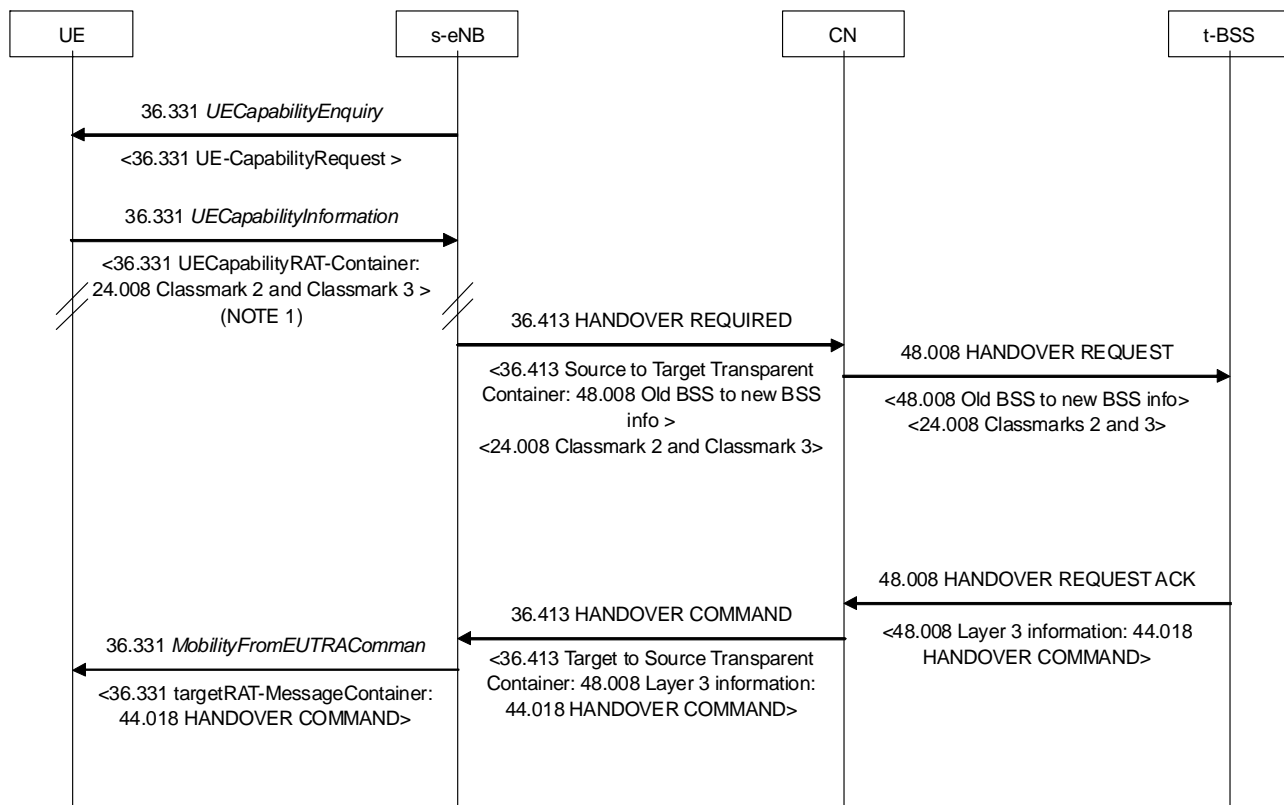 UE
s-eNB
CN
t-BSS
36.331 UECapabilityEnquiry
<36.331 UE-CapabilityRequest >
36.331 UECapabilityInformation
<36.331 UECapabilityRAT-Container:
24.008 Classmark 2 and Classmark 3 >
(NOTE 1)
36.413 HANDOVER REQUIRED
<36.413 Source to Target Transparent
Container: 48.008 Old BSS to new BSS
info >
<24.008 Classmark 2 and Classmark 3>
48.008 HANDOVER REQUEST
<48.008 Old BSS to new BSS info>
<24.008 Classmarks 2 and 3>
48.008 HANDOVER REQUEST ACK
<48.008 Layer 3 information: 44.018
HANDOVER COMMAND>
36.413 HANDOVER COMMAND
<36.413 Target to Source Transparent
Container: 48.008 Layer 3 information:
44.018 HANDOVER COMMAND>
36.331 MobilityFromEUTRAComman
<36.331 targetRAT-MessageContainer:
44.018 HANDOVER COMMAND>